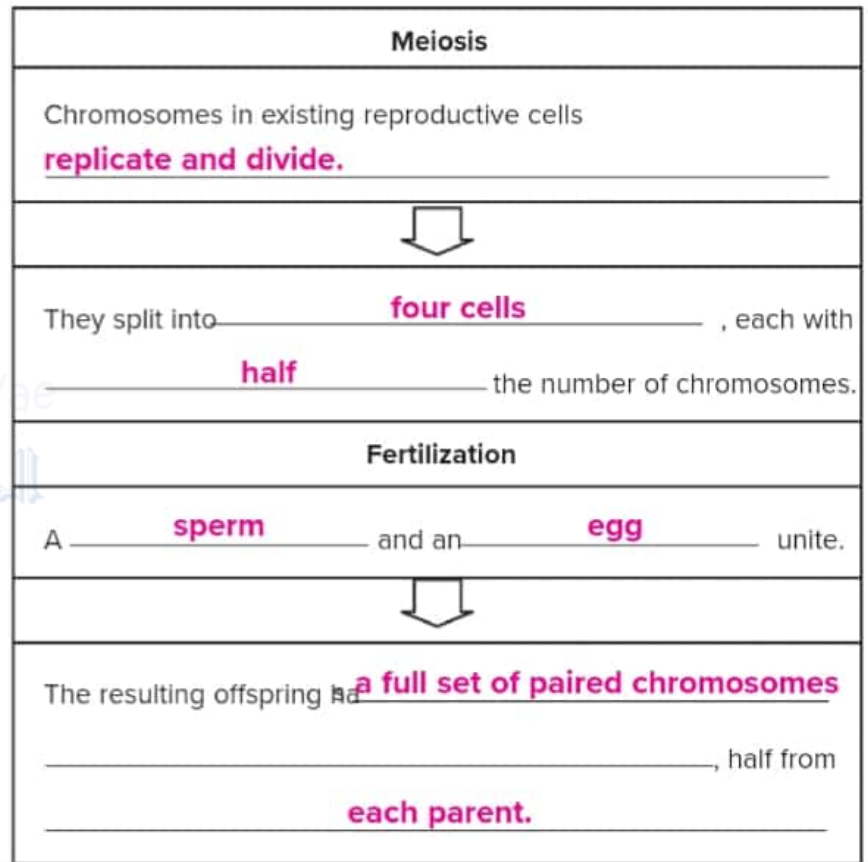 Meiosis
Chromosomes in existing reproductive cells
replicate and divide.
They split into four cells , each with
half the number of chromosomes.
Fertilization
A sperm and an egg unite.
The resulting offspring has a full set of paired chromosomes
, half from
each parent.